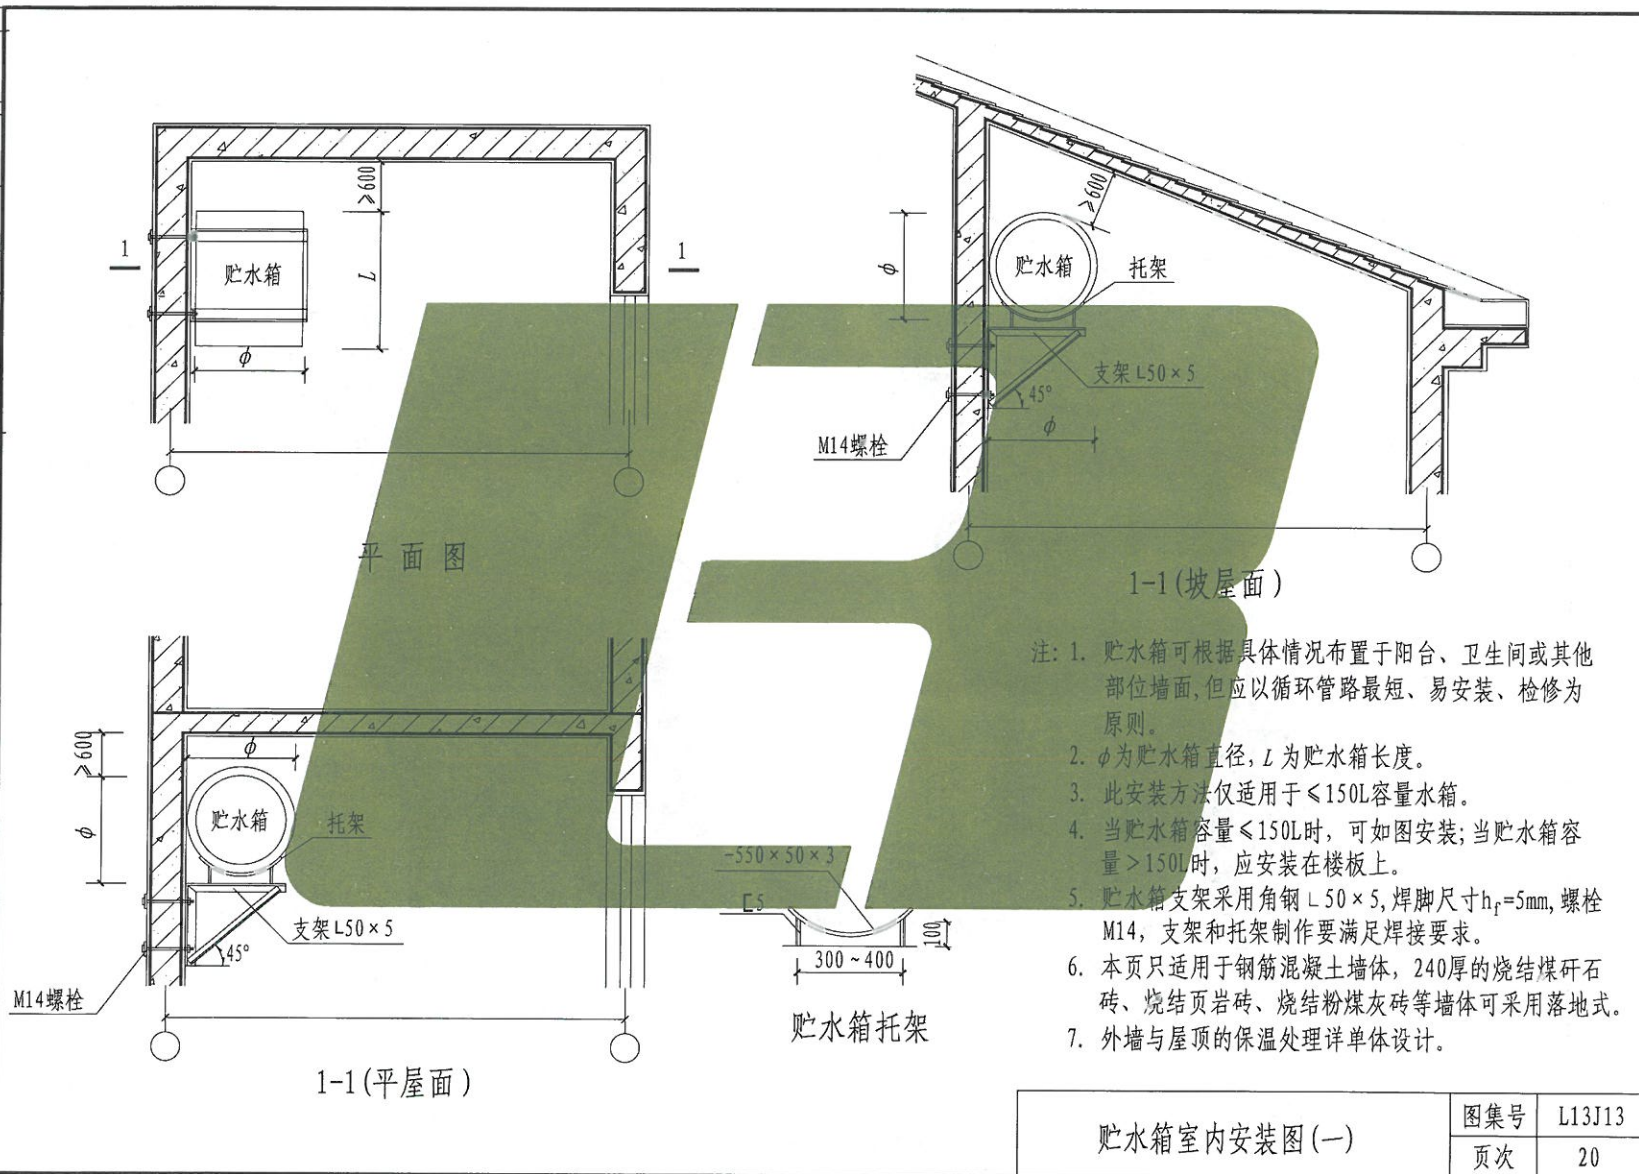 ≥600
1
1
贮水箱
L
φ
平面图
≥600
φ
贮水箱
托架
支架∟50×5
45°
M14螺栓
φ
1-1(坡屋面)
≥600
φ
φ
贮水箱
托架
支架∟50×5
45°
M14螺栓
1-1(平屋面)
-550×50×3
[5
100
300~400
贮水箱托架
注: 1. 贮水箱可根据具体情况布置于阳台、卫生间或其他
部位墙面,但应以循环管路最短、易安装、检修为
原则。
2. φ为贮水箱直径, L 为贮水箱长度。
3. 此安装方法仅适用于≤150L容量水箱。
4. 当贮水箱容量≤150L时, 可如图安装; 当贮水箱容
量>150L时, 应安装在楼板上。
5. 贮水箱支架采用角钢∟50×5, 焊脚尺寸hf=5mm, 螺栓
M14, 支架和托架制作要满足焊接要求。
6. 本页只适用于钢筋混凝土墙体, 240厚的烧结煤矸石
砖、烧结页岩砖、烧结粉煤灰砖等墙体可采用落地式。
7. 外墙与屋顶的保温处理详单体设计。
贮水箱室内安装图(一)
图集号 L13J13
页次 20